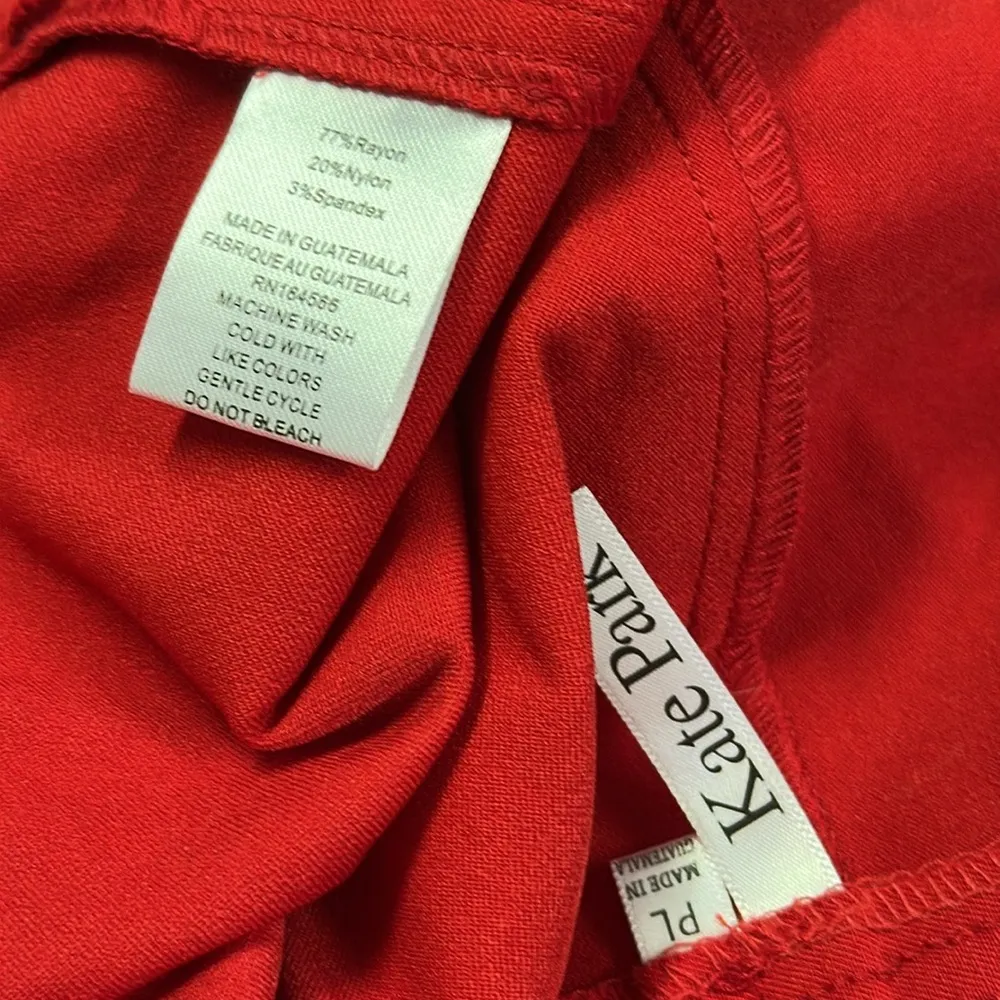 77%Rayon
20%Nylon
3%Spandex
MADE IN GUATEMALA
FABRIQUE AU GUATEMALA
RN164566
MACHINE WASH
COLD WITH
LIKE COLORS
GENTLE CYCLE
DO NOT BLEACH
Kate Park
PL
MADE IN
GUATEMALA